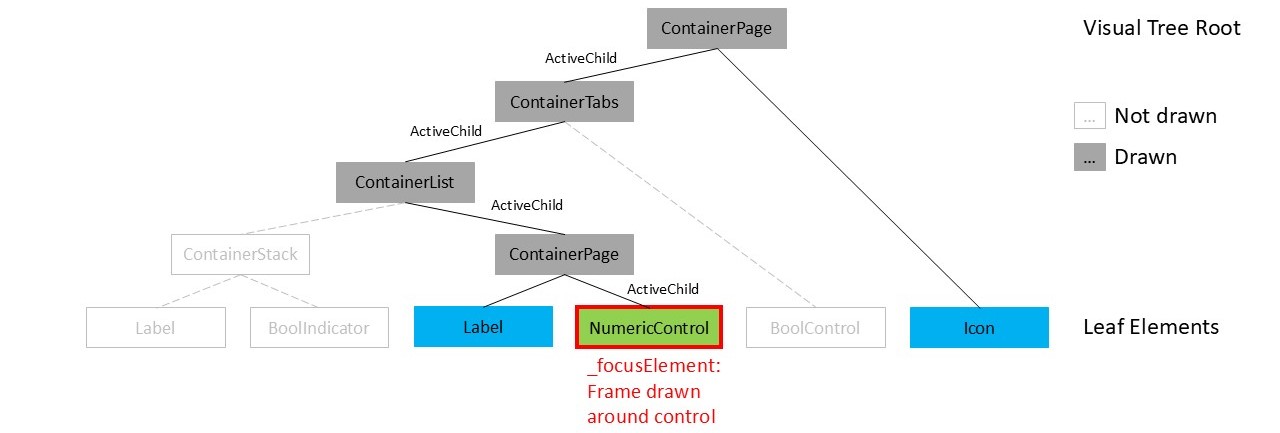 ContainerPage
Visual Tree Root
ActiveChild
ContainerTabs
... Not drawn
ActiveChild
... Drawn
ContainerList
ActiveChild
ContainerStack
ContainerPage
ActiveChild
Label
BoolIndicator
Label
NumericControl
BoolControl
Icon
Leaf Elements
_focusElement:
Frame drawn
around control